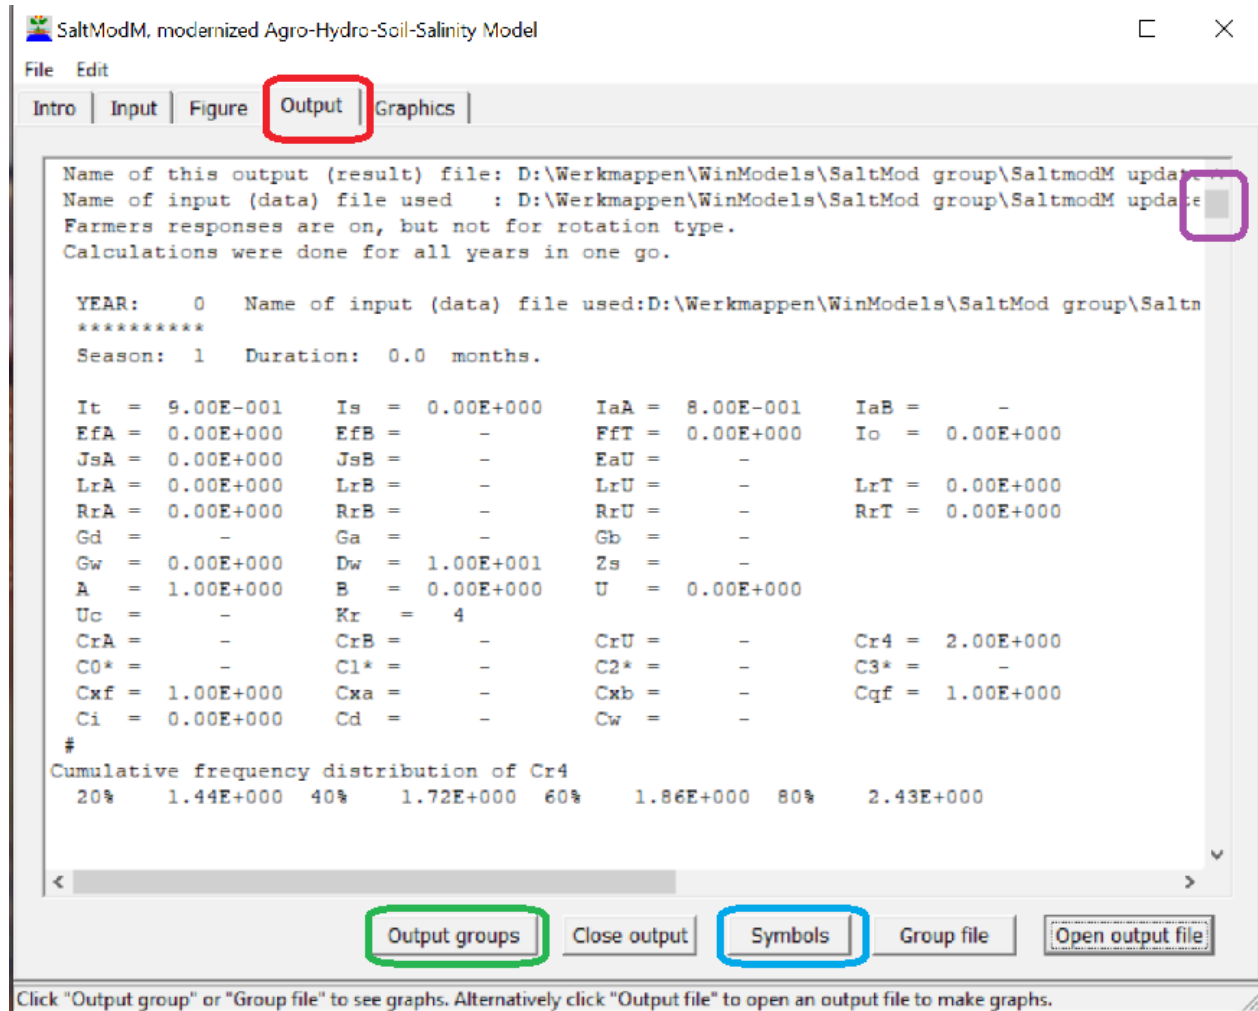 SaltModM, modernized Agro-Hydro-Soil-Salinity Model
File Edit
Intro Input Figure Output Graphics
Name of this output (result) file: D:\Werkmappen\WinModels\SaltMod group\SaltmodM updat
Name of input (data) file used : D:\Werkmappen\WinModels\SaltMod group\SaltmodM update
Farmers responses are on, but not for rotation type.
Calculations were done for all years in one go.
YEAR: 0 Name of input (data) file used:D:\Werkmappen\WinModels\SaltMod group\Saltm
**********
Season: 1 Duration: 0.0 months.
It = 9.00E-001 Is = 0.00E+000 IaA = 8.00E-001 IaB = -
EfA = 0.00E+000 EfB = - FfT = 0.00E+000 Io = 0.00E+000
JsA = 0.00E+000 JsB = - EaU = -
LrA = 0.00E+000 LrB = - LrU = - LrT = 0.00E+000
RrA = 0.00E+000 RrB = - RrU = - RrT = 0.00E+000
Gd = - Ga = - Gb = -
Gw = 0.00E+000 Dw = 1.00E+001 Zs = -
A = 1.00E+000 B = 0.00E+000 U = 0.00E+000
Uc = - Kr = 4
CrA = - CrB = - CrU = - Cr4 = 2.00E+000
C0* = - C1* = - C2* = - C3* = -
Cxf = 1.00E+000 Cxa = - Cxb = - Cqf = 1.00E+000
Ci = 0.00E+000 Cd = - Cw = -
#
Cumulative frequency distribution of Cr4
20% 1.44E+000 40% 1.72E+000 60% 1.86E+000 80% 2.43E+000
Output groups Close output Symbols Group file Open output file
Click "Output group" or "Group file" to see graphs. Alternatively click "Output file" to open an output file to make graphs.